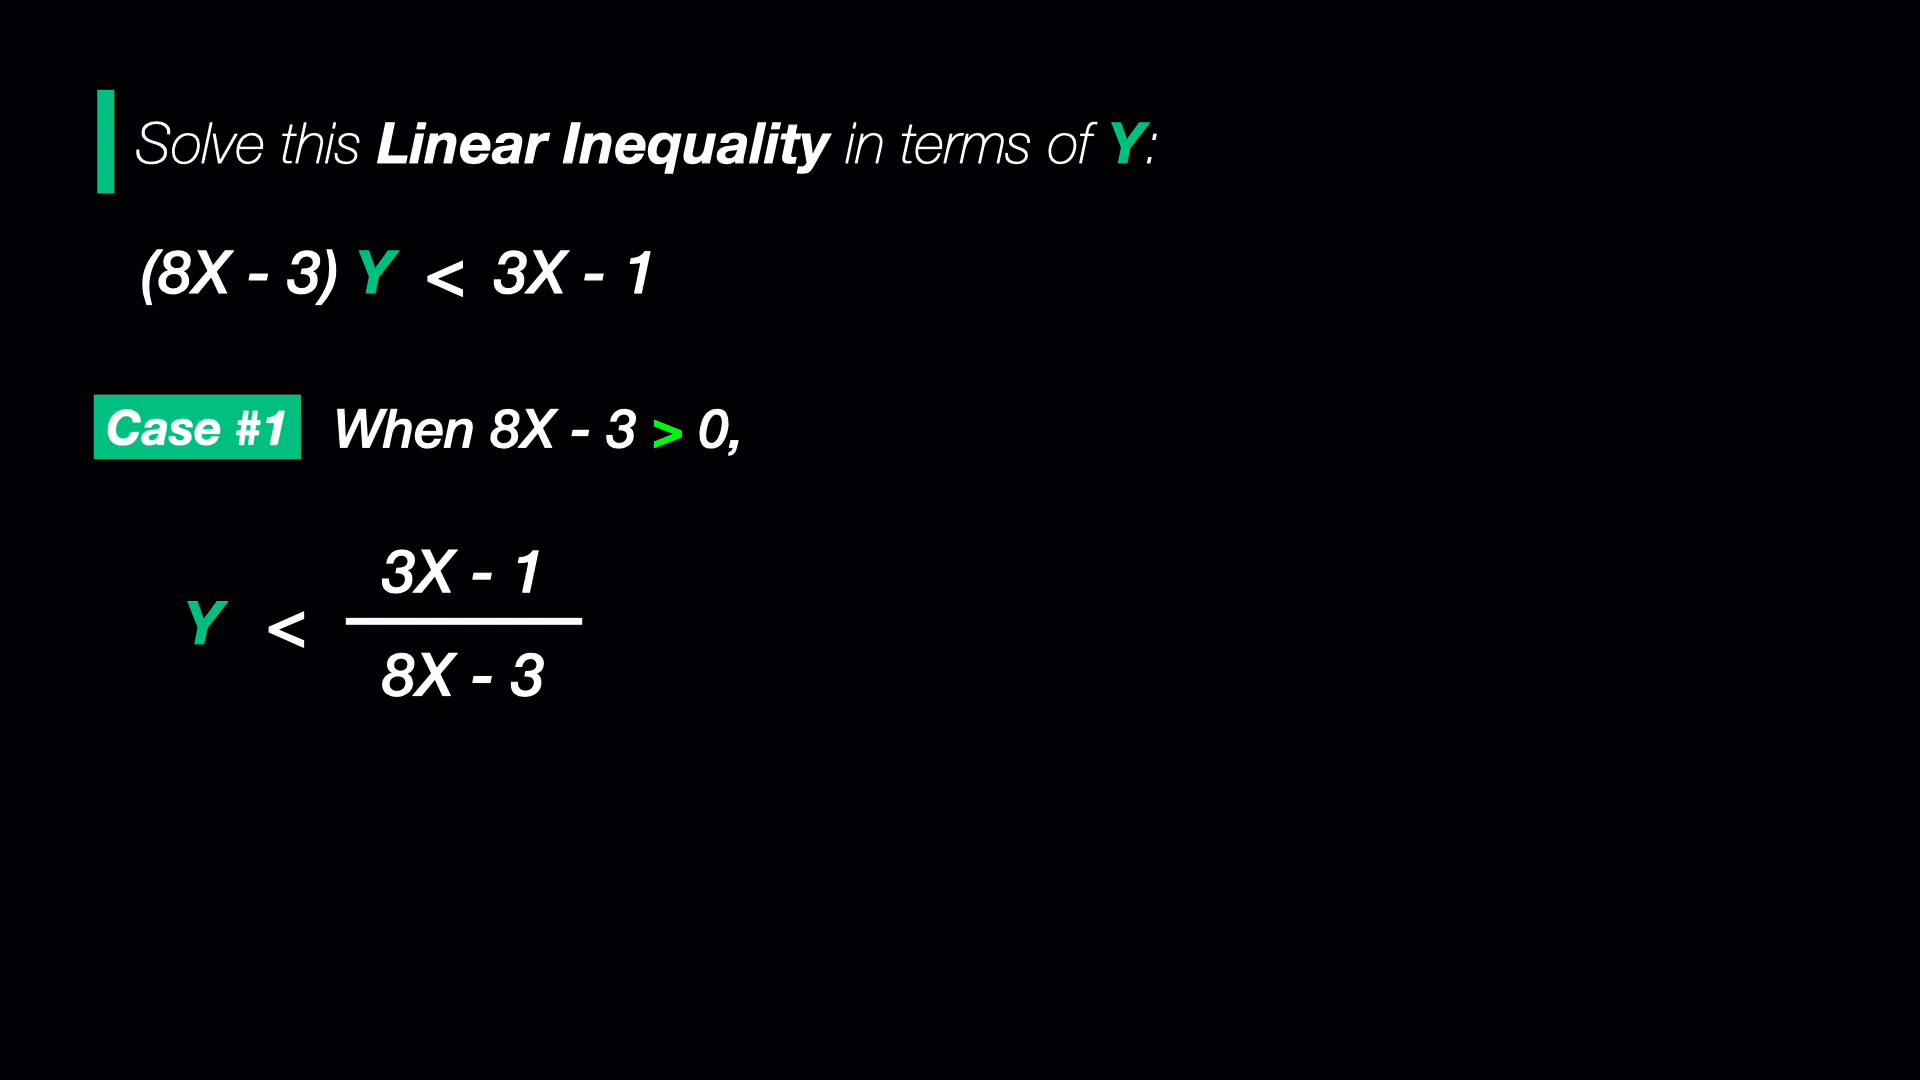 Solve this Linear Inequality in terms of Y:
(8X - 3) Y < 3X - 1
Case #1 When 8X - 3 > 0,
3X - 1
Y <
8X - 3